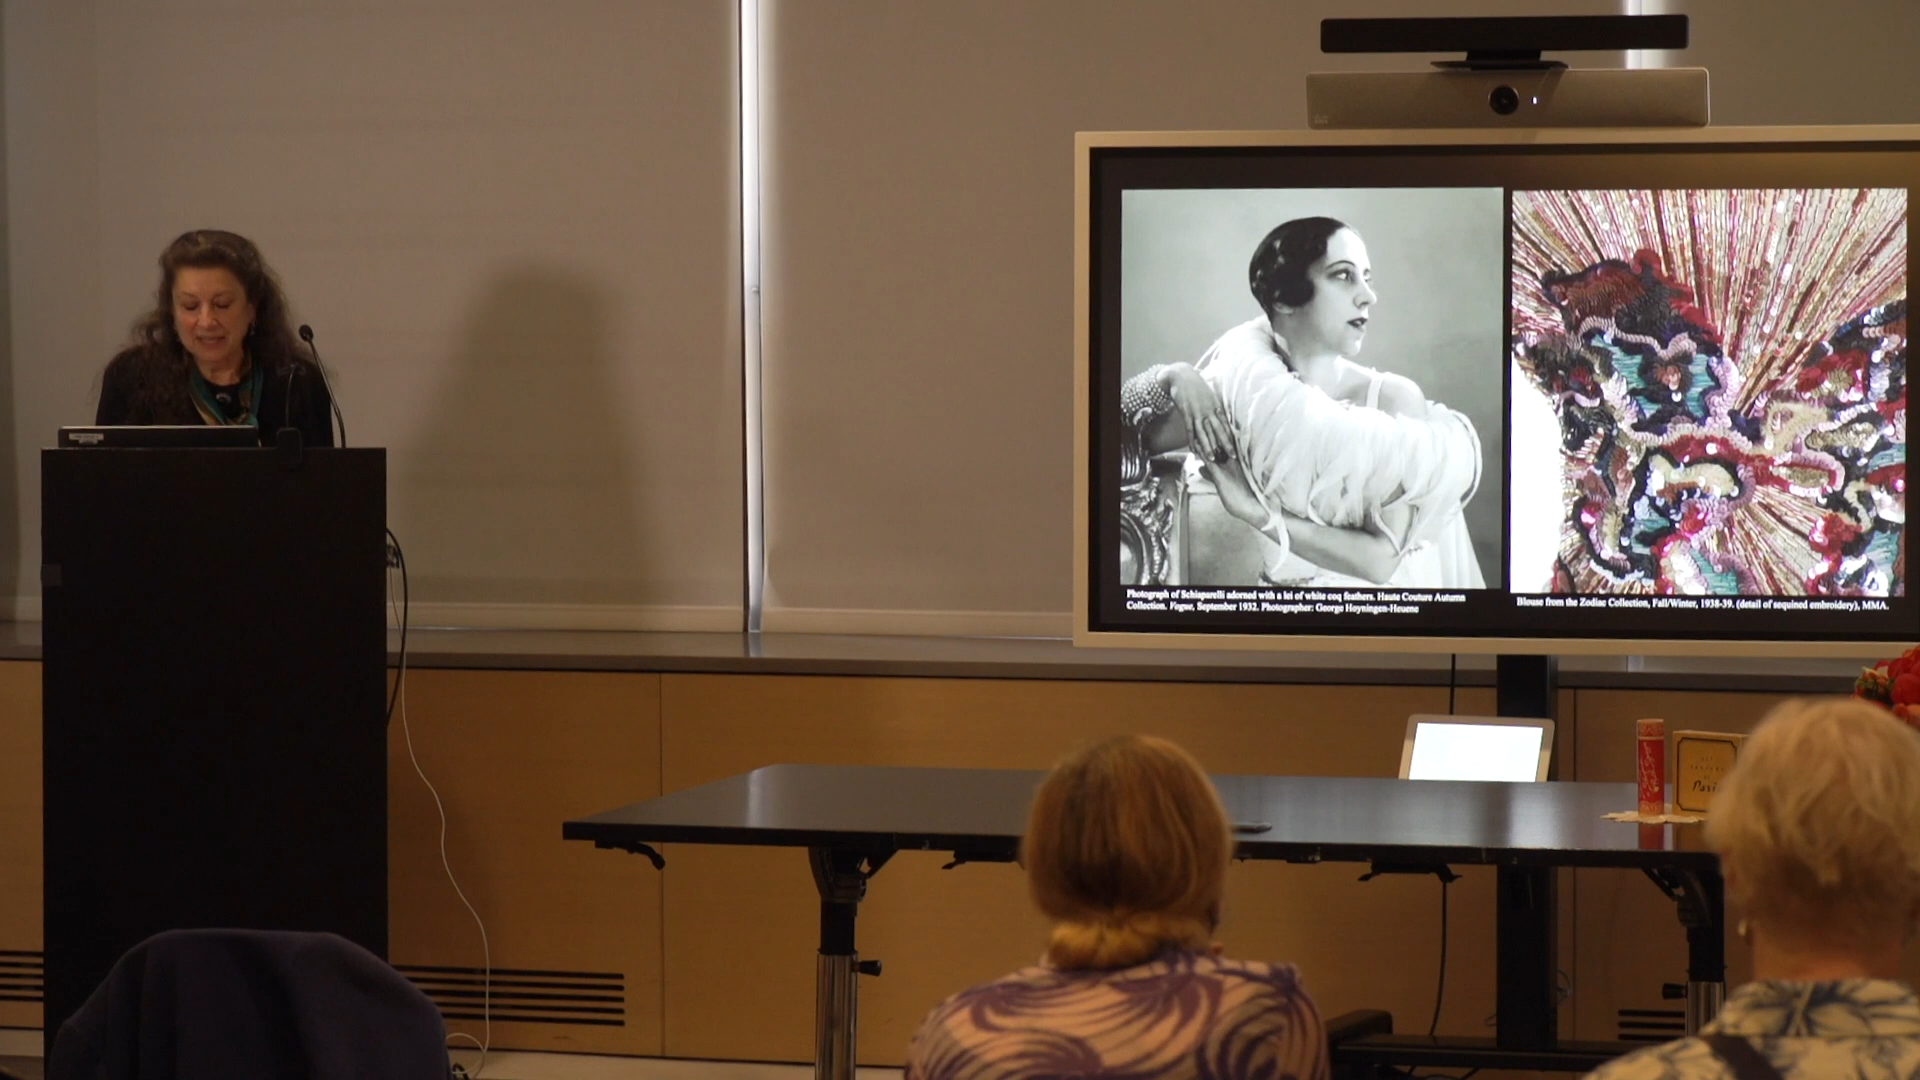 Photograph of Schiaparelli adorned with a lei of white coq feathers. Haute Couture Autumn
Collection. Vogue, September 1932. Photographer: George Hoyningen-Heuene
Blouse from the Zodiac Collection, Fall/Winter, 1938-39. (detail of sequined embroidery), MMA.